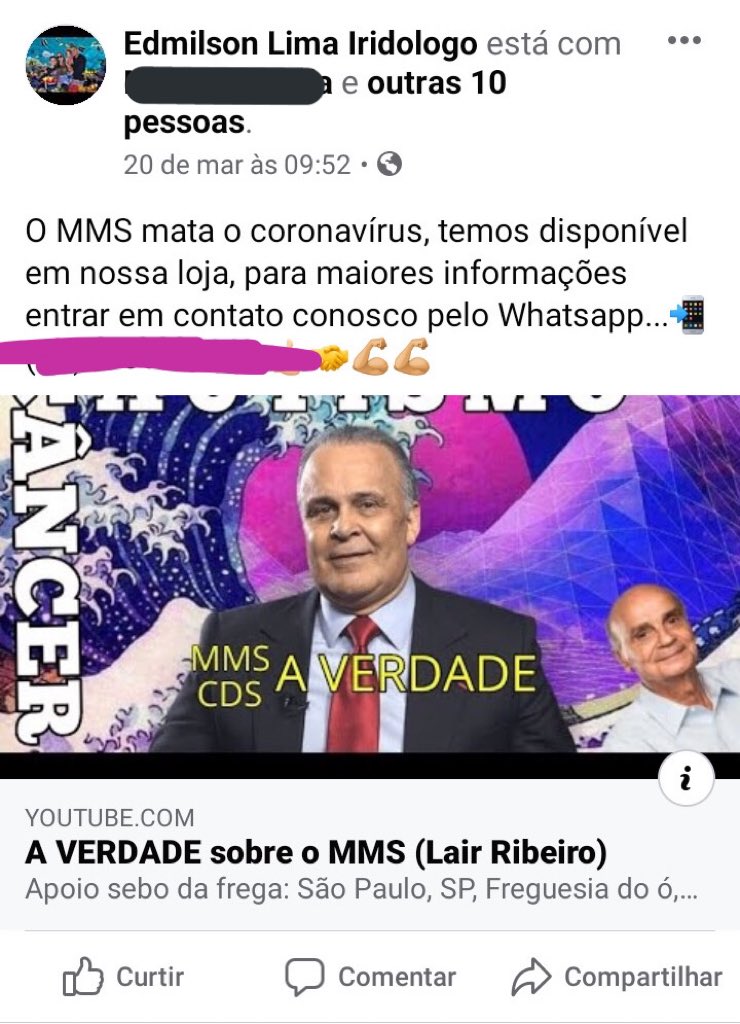 Edmilson Lima Iridologo está com
e outras 10
pessoas.
20 de mar às 09:52 •
O MMS mata o coronavírus, temos disponível
em nossa loja, para maiores informações
entrar em contato conosco pelo Whatsapp...📲
🤝💪💪
AUTISMO
CÂNCER
MMS
CDS
A VERDADE
i
YOUTUBE.COM
A VERDADE sobre o MMS (Lair Ribeiro)
Apoio sebo da frega: São Paulo, SP, Freguesia do ó,...
Curtir
Comentar
Compartilhar